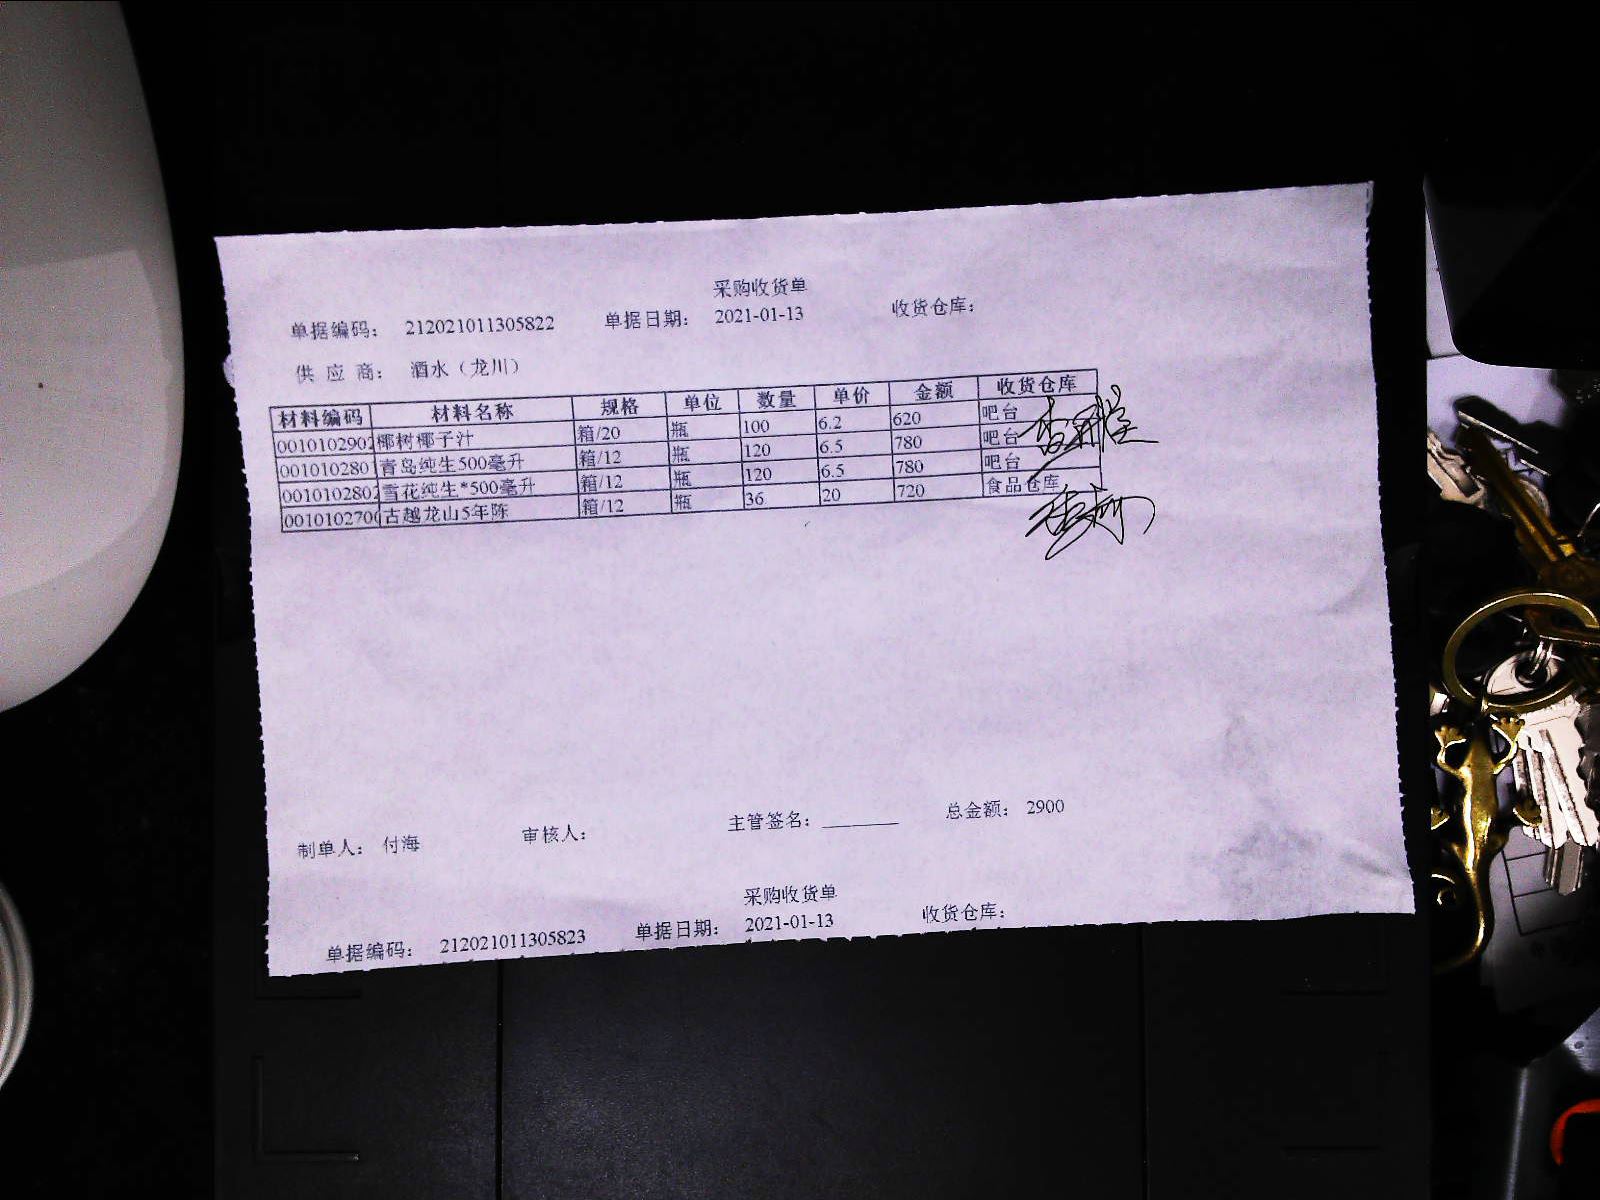 采购收货单
单据编码： 212021011305822 单据日期： 2021-01-13 收货仓库：
供 应 商： 酒水（龙川）
材料编码 材料名称 规格 单位 数量 单价 金额 收货仓库
0010102902 椰树椰子汁 箱/20 瓶 100 6.2 620 吧台
001010280 青岛纯生500毫升 箱/12 瓶 120 6.5 780 吧台
0010102802 雪花纯生*500毫升 箱/12 瓶 120 6.5 780 吧台
001010270 古越龙山5年陈 箱/12 瓶 36 20 720 食品仓库
制单人： 付海 审核人： 主管签名： ________ 总金额： 2900
采购收货单
单据编码： 212021011305823 单据日期： 2021-01-13 收货仓库：